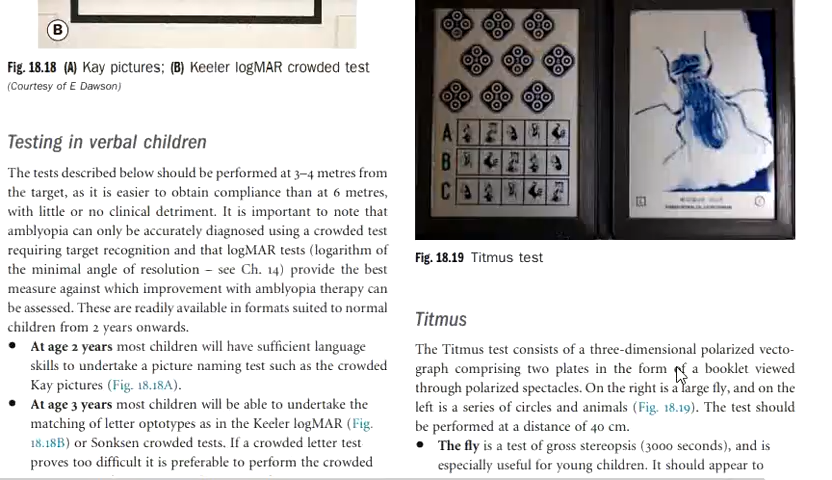 B
Fig. 18.18 (A) Kay pictures; (B) Keeler logMAR crowded test
(Courtesy of E Dawson)
Testing in verbal children
The tests described below should be performed at 3–4 metres from
the target, as it is easier to obtain compliance than at 6 metres,
with little or no clinical detriment. It is important to note that
amblyopia can only be accurately diagnosed using a crowded test
requiring target recognition and that logMAR tests (logarithm of
the minimal angle of resolution – see Ch. 14) provide the best
measure against which improvement with amblyopia therapy can
be assessed. These are readily available in formats suited to normal
children from 2 years onwards.
● At age 2 years most children will have sufficient language
skills to undertake a picture naming test such as the crowded
Kay pictures (Fig. 18.18A).
● At age 3 years most children will be able to undertake the
matching of letter optotypes as in the Keeler logMAR (Fig.
18.18B) or Sonksen crowded tests. If a crowded letter test
proves too difficult it is preferable to perform the crowded
A
B
C
Fig. 18.19 Titmus test
Titmus
The Titmus test consists of a three-dimensional polarized vecto-
graph comprising two plates in the form of a booklet viewed
through polarized spectacles. On the right is a large fly, and on the
left is a series of circles and animals (Fig. 18.19). The test should
be performed at a distance of 40 cm.
● The fly is a test of gross stereopsis (3000 seconds), and is
especially useful for young children. It should appear to